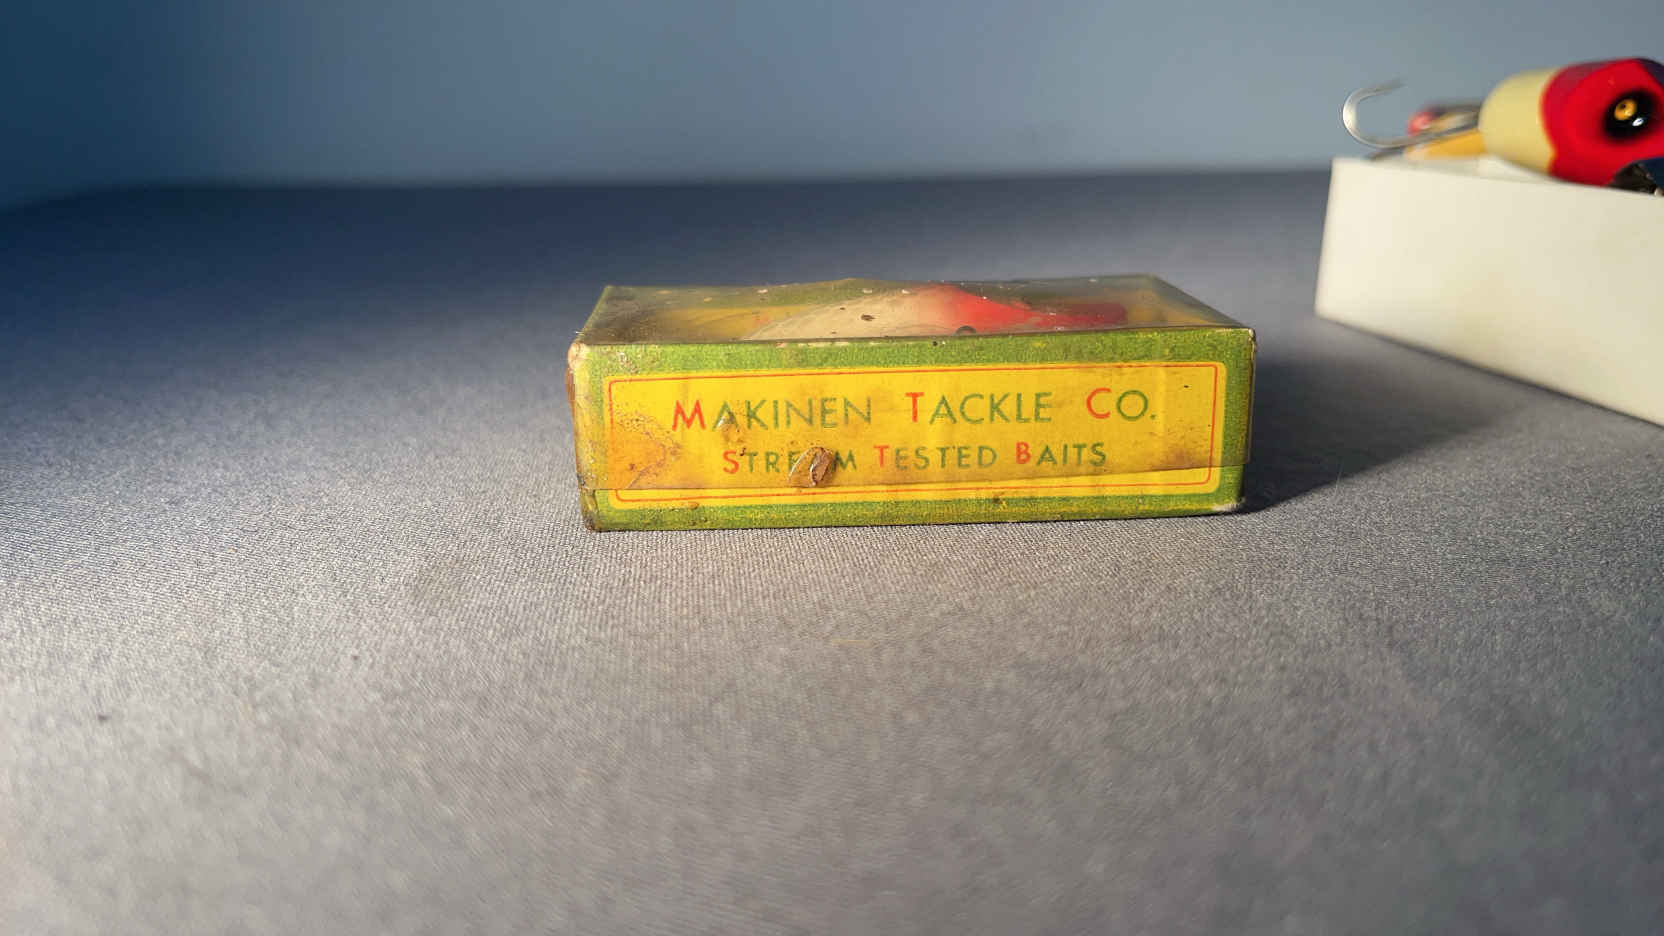 MAKINEN TACKLE CO.
STREAM TESTED BAITS